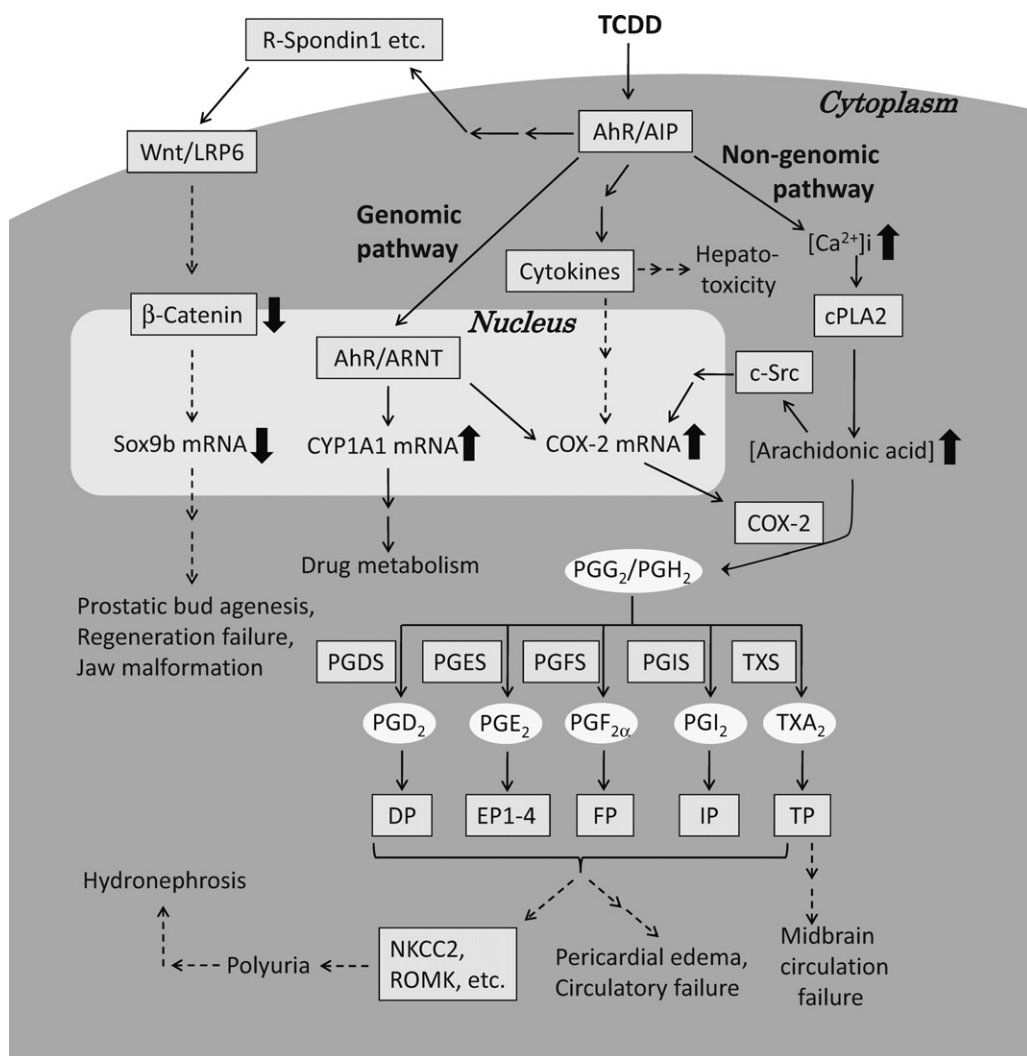 TCDD
R-Spondin1 etc.
Cytoplasm
AhR/AIP
Wnt/LRP6
Non-genomic
pathway
Genomic
pathway
[Ca²⁺]i
Cytokines
Hepato-
toxicity
β-Catenin
cPLA2
Nucleus
AhR/ARNT
c-Src
Sox9b mRNA
CYP1A1 mRNA
COX-2 mRNA
[Arachidonic acid]
COX-2
Drug metabolism
PGG₂/PGH₂
Prostatic bud agenesis,
Regeneration failure,
Jaw malformation
PGDS
PGES
PGFS
PGIS
TXS
PGD₂
PGE₂
PGF₂α
PGI₂
TXA₂
DP
EP1-4
FP
IP
TP
Hydronephrosis
Polyuria
NKCC2,
ROMK, etc.
Pericardial edema,
Circulatory failure
Midbrain
circulation
failure